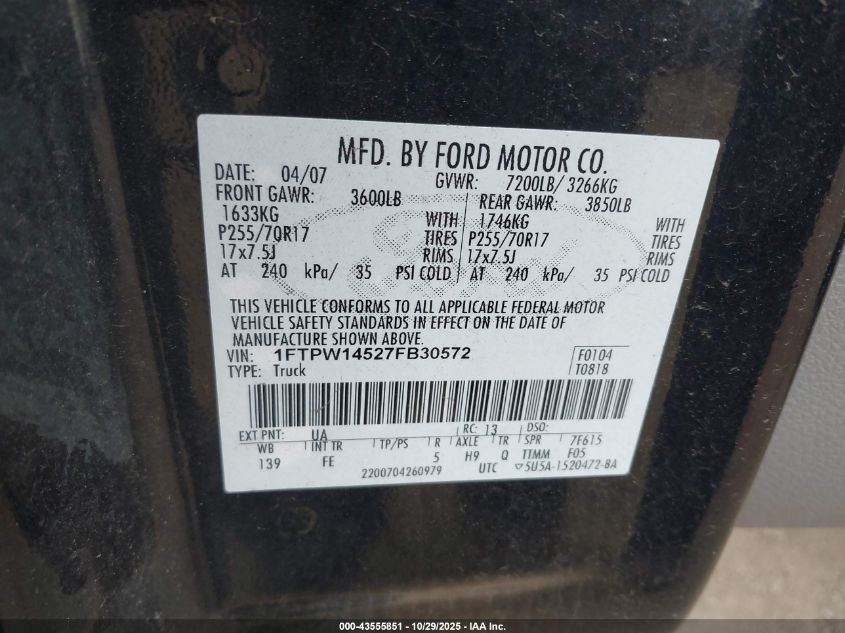 MFD. BY FORD MOTOR CO.
DATE: 04/07 GVWR: 7200LB/ 3266KG
FRONT GAWR: 3600LB REAR GAWR: 3850LB
1633KG WITH 1746KG WITH
P255/70R17 TIRES P255/70R17 TIRES
17x7.5J RIMS 17x7.5J RIMS
AT 240 kPa/ 35 PSI COLD AT 240 kPa/ 35 PSI COLD
THIS VEHICLE CONFORMS TO ALL APPLICABLE FEDERAL MOTOR
VEHICLE SAFETY STANDARDS IN EFFECT ON THE DATE OF
MANUFACTURE SHOWN ABOVE.
VIN: 1FTPW14527FB30572 F0104
TYPE: Truck T0818
EXT PNT: UA RC: 13 DSO:
WB INT TR TP/PS R AXLE TR SPR 7F615
139 FE 5 H9 Q TTMM F05
2200704260979 UTC ▽5U5A-1520472-BA
000-43555851 | 10/29/2025 - IAA Inc.